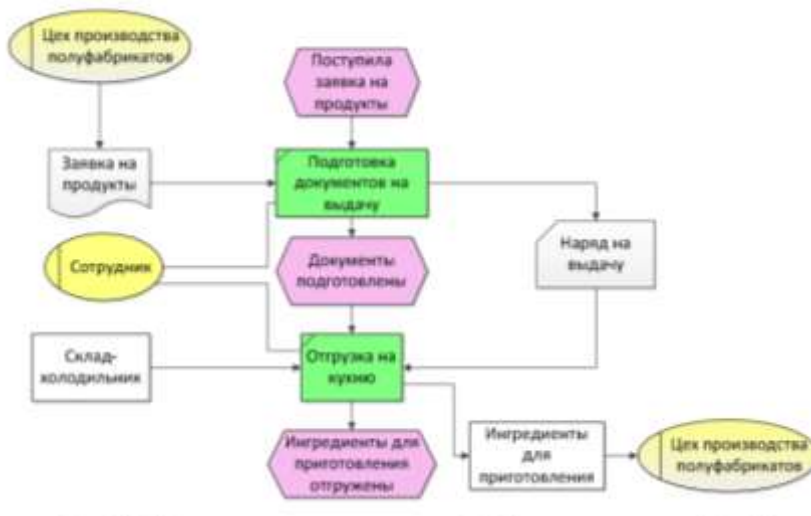 Цех производства
полуфабрикатов
Поступила
заявка на
продукты
Заявка на
продукты
Подготовка
документов на
выдачу
Наряд на
выдачу
Сотрудник
Документы
подготовлены
Склад-
холодильник
Отгрузка на
кухню
Ингредиенты для
приготовления
отгружены
Ингредиенты
для
приготовления
Цех производства
полуфабрикатов